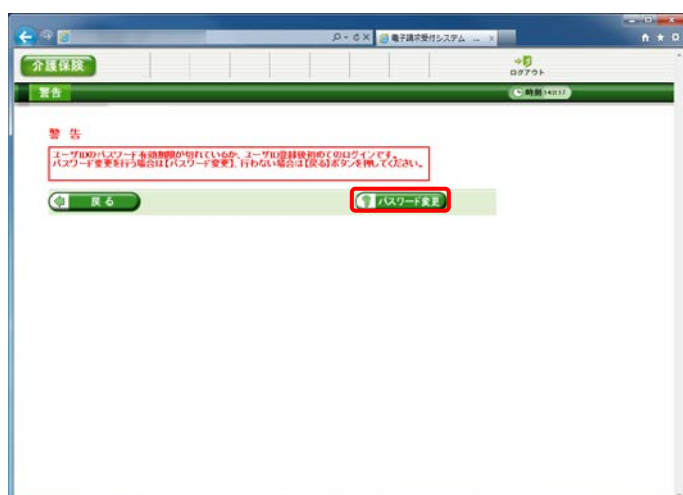 電子請求受付システム ...
介護保険
ログアウト
警告
時刻
警 告
ユーザIDのパスワード有効期限が切れているか、ユーザID登録後初めてのログインです。
パスワード変更を行う場合は【パスワード変更】、行わない場合は【戻る】ボタンを押してください。
戻る
パスワード変更